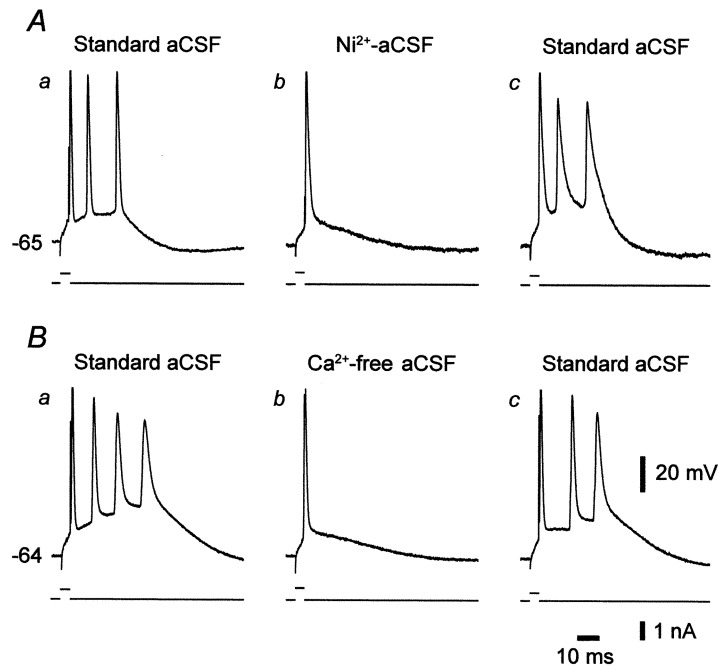 A
Standard aCSF
Ni²⁺-aCSF
Standard aCSF
a
b
c
-65
B
Standard aCSF
Ca²⁺-free aCSF
Standard aCSF
a
b
c
20 mV
-64
1 nA
10 ms